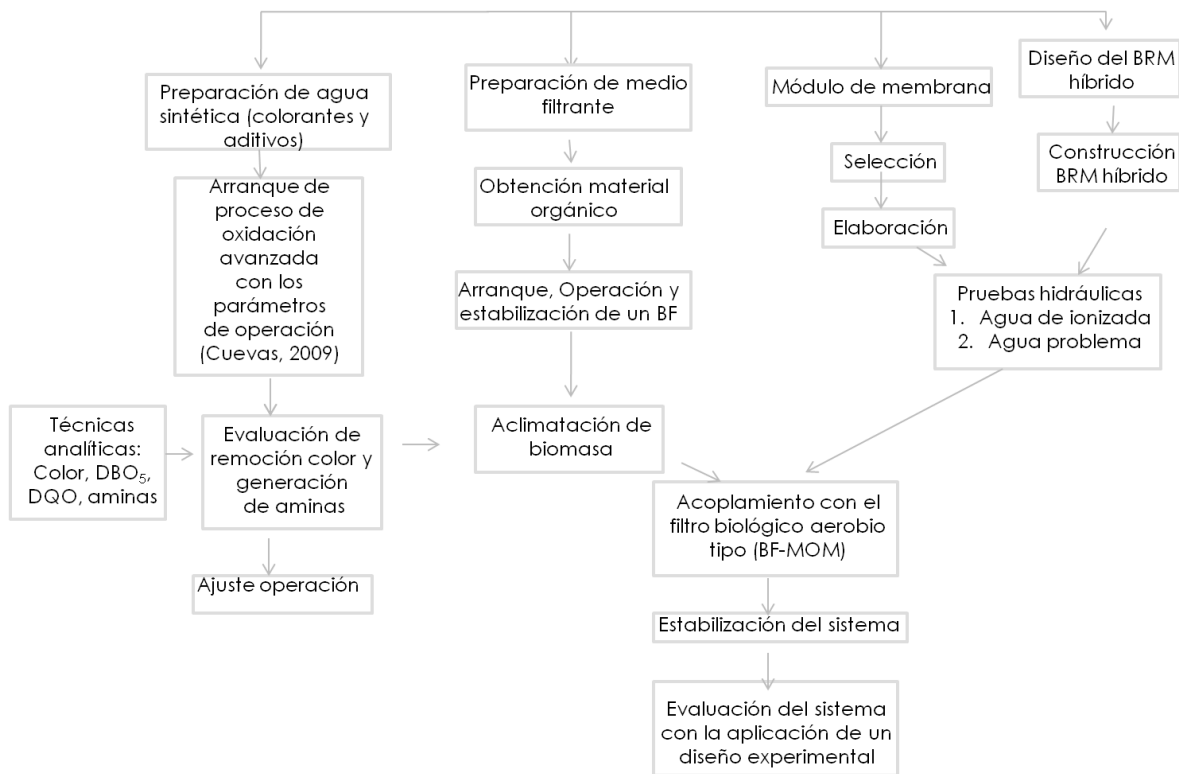 Preparación de agua
sintética (colorantes y
aditivos)
Arranque de
proceso de
oxidación
avanzada
con los
parámetros
de operación
(Cuevas, 2009)
Técnicas
analíticas:
Color, DBO₅,
DQO, aminas
Evaluación de
remoción color y
generación
de aminas
Ajuste operación
Preparación de medio
filtrante
Obtención material
orgánico
Arranque, Operación y
estabilización de un BF
Aclimatación de
biomasa
Módulo de membrana
Selección
Elaboración
Diseño del BRM
híbrido
Construcción
BRM híbrido
Pruebas hidráulicas
1. Agua de ionizada
2. Agua problema
Acoplamiento con el
filtro biológico aerobio
tipo (BF-MOM)
Estabilización del sistema
Evaluación del sistema
con la aplicación de un
diseño experimental